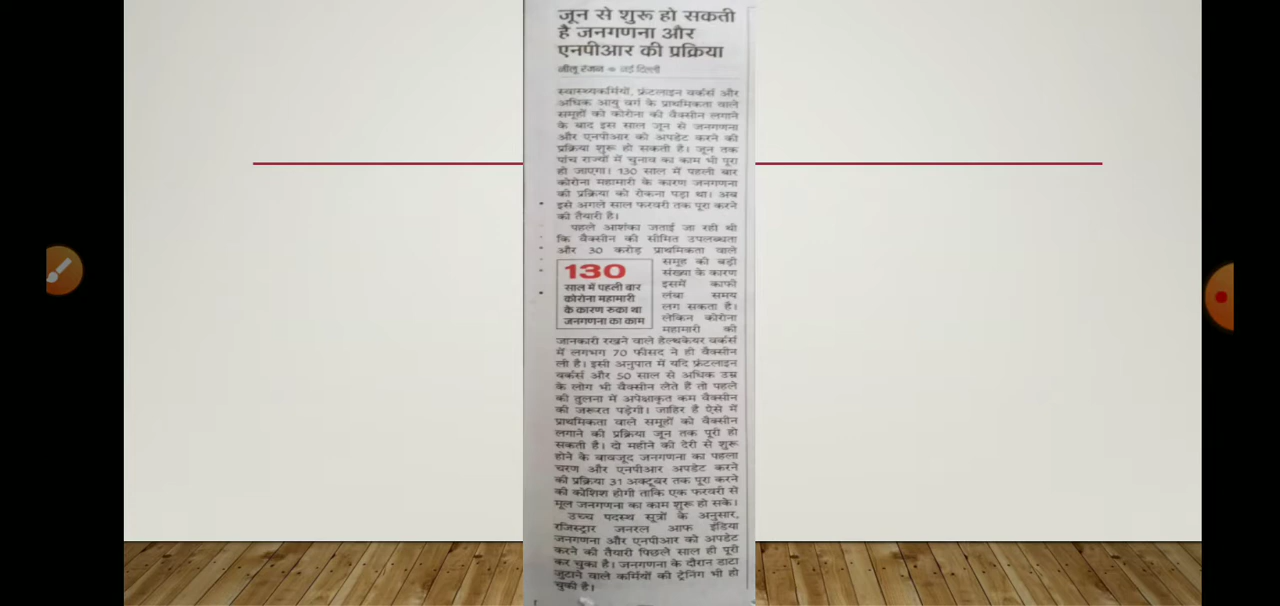 जून से शुरू हो सकती
है जनगणना और
एनपीआर की प्रक्रिया
नीलू रंजन नई दिल्ली
स्वास्थ्यकर्मियों, फ्रंटलाइन वर्कर्स और
अधिक आयु वर्ग के प्राथमिकता वाले
समूहों को कोरोना की वैक्सीन लगाने
के बाद इस साल जून से जनगणना
और एनपीआर को अपडेट करने की
प्रक्रिया शुरू हो सकती है। जून तक
पांच राज्यों में चुनाव का काम भी पूरा
हो जाएगा। 130 साल में पहली बार
कोरोना महामारी के कारण जनगणना
की प्रक्रिया को रोकना पड़ा था। अब
इसे अगले साल फरवरी तक पूरा करने
की तैयारी है।
पहले आशंका जताई जा रही थी
कि वैक्सीन की सीमित उपलब्धता
और 30 करोड़ प्राथमिकता वाले
समूह की बड़ी
संख्या के कारण
इसमें काफी
लंबा समय
लग सकता है।
लेकिन कोरोना
महामारी की
130
साल में पहली बार
कोरोना महामारी
के कारण रुका था
जनगणना का काम
जानकारी रखने वाले हेल्थकेयर वर्कर्स
में लगभग 70 फीसद ने ही वैक्सीन
ली है। इसी अनुपात में यदि फ्रंटलाइन
वर्कर्स और 50 साल से अधिक उम्र
के लोग भी वैक्सीन लेते हैं तो पहले
की तुलना में अपेक्षाकृत कम वैक्सीन
की जरूरत पड़ेगी। जाहिर है ऐसे में
प्राथमिकता वाले समूहों को वैक्सीन
लगाने की प्रक्रिया जून तक पूरी हो
सकती है। दो महीने की देरी से शुरू
होने के बावजूद जनगणना का पहला
चरण और एनपीआर अपडेट करने
की प्रक्रिया 31 अक्टूबर तक पूरा करने
की कोशिश होगी ताकि एक फरवरी से
मूल जनगणना का काम शुरू हो सके।
उच्च पदस्थ सूत्रों के अनुसार,
रजिस्ट्रार जनरल आफ इंडिया
जनगणना और एनपीआर को अपडेट
करने की तैयारी पिछले साल ही पूरी
कर चुका है। जनगणना के दौरान डाटा
जुटाने वाले कर्मियों की ट्रेनिंग भी हो
चुकी है।